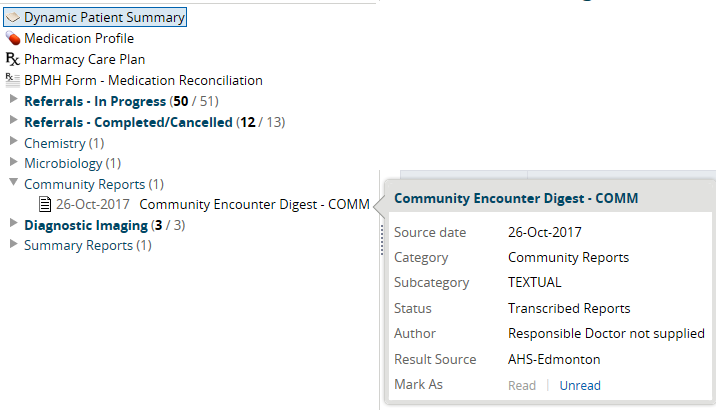 Dynamic Patient Summary
Medication Profile
Rx Pharmacy Care Plan
Rx BPMH Form - Medication Reconciliation
Referrals - In Progress (50 / 51)
Referrals - Completed/Cancelled (12 / 13)
Chemistry (1)
Microbiology (1)
Community Reports (1)
26-Oct-2017 Community Encounter Digest - COMM
Diagnostic Imaging (3 / 3)
Summary Reports (1)
Community Encounter Digest - COMM
Source date 26-Oct-2017
Category Community Reports
Subcategory TEXTUAL
Status Transcribed Reports
Author Responsible Doctor not supplied
Result Source AHS-Edmonton
Mark As Read | Unread